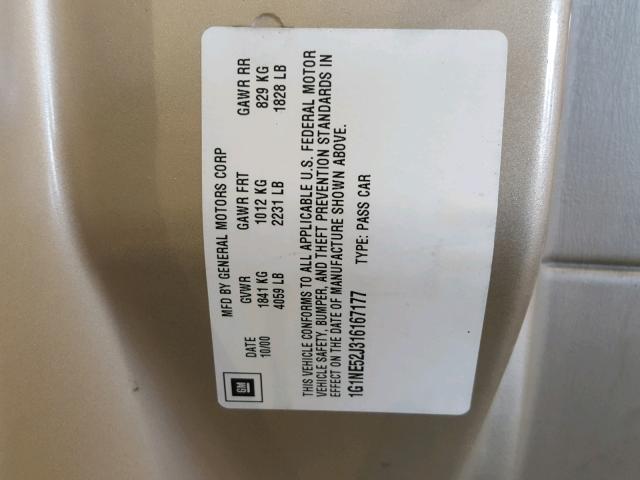 GM
MFD BY GENERAL MOTORS CORP
DATE GVWR GAWR FRT GAWR RR
10/00 1841 KG 1012 KG 829 KG
4059 LB 2231 LB 1828 LB
THIS VEHICLE CONFORMS TO ALL APPLICABLE U.S. FEDERAL MOTOR
VEHICLE SAFETY, BUMPER, AND THEFT PREVENTION STANDARDS IN
EFFECT ON THE DATE OF MANUFACTURE SHOWN ABOVE.
1G1NE52J316167177 TYPE: PASS CAR